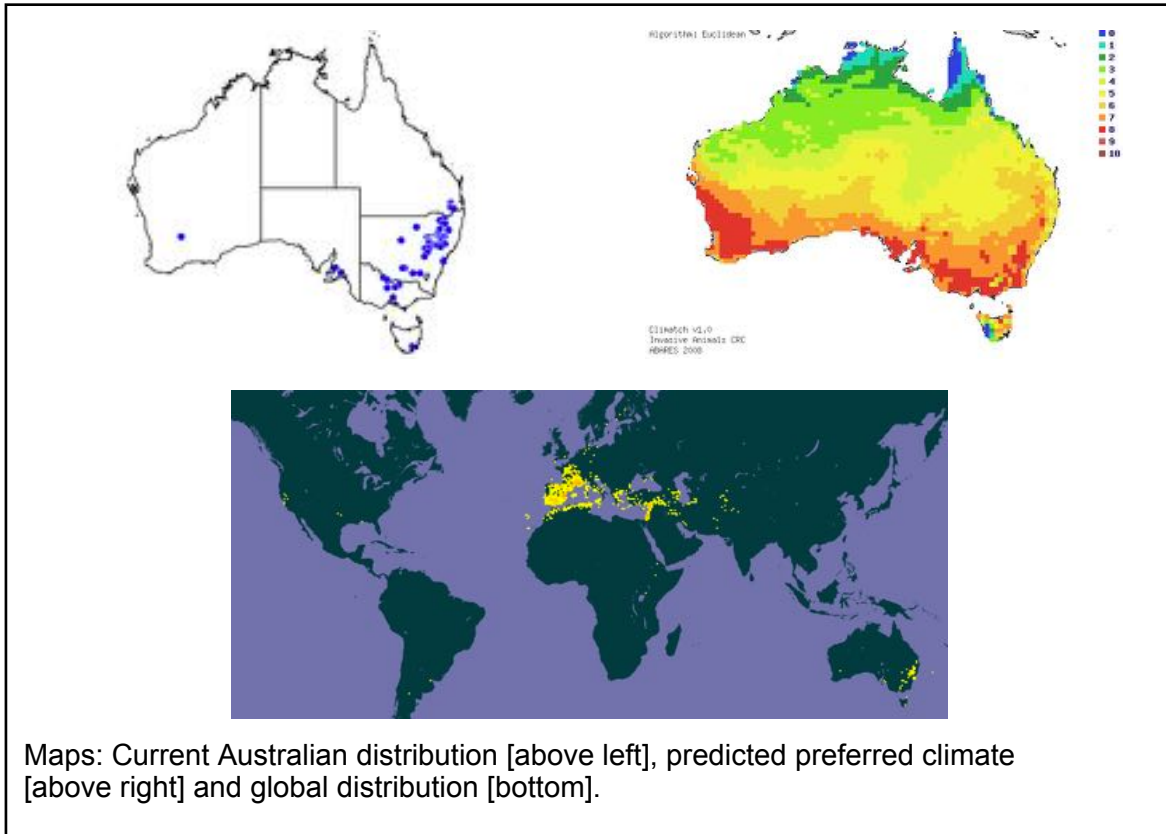 Algorithm: Euclidean
0
1
2
3
4
5
6
7
8
9
10
Climatch v1.0
Invasive Animals CRC
ABARES 2008
Maps: Current Australian distribution [above left], predicted preferred climate
[above right] and global distribution [bottom].